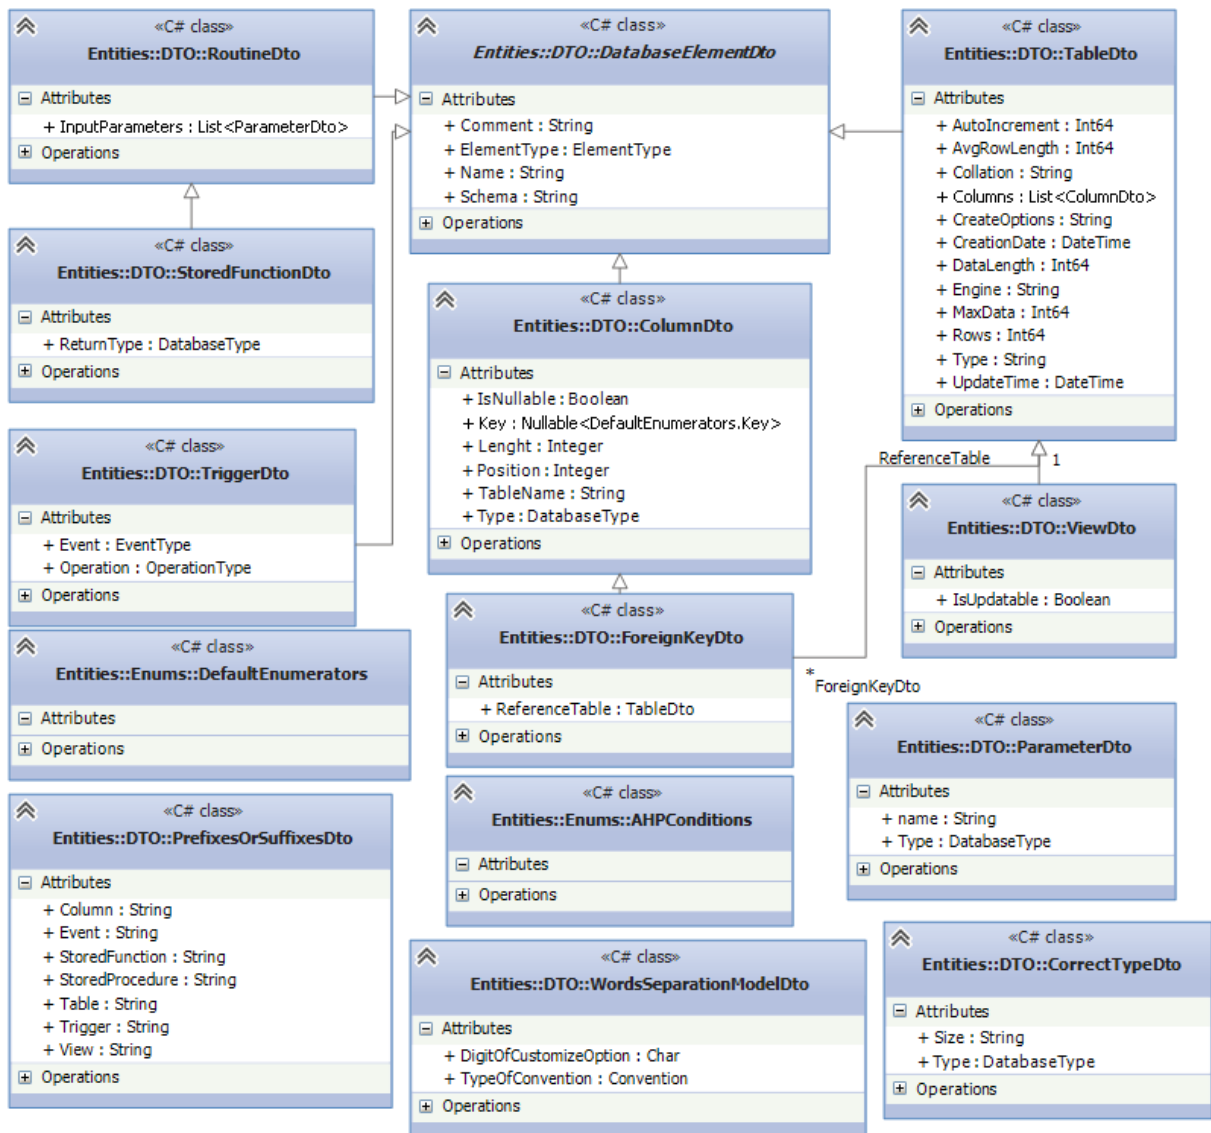 «C# class»
Entities::DTO::RoutineDto
Attributes
+ InputParameters : List<ParameterDto>
Operations
«C# class»
Entities::DTO::DatabaseElementDto
Attributes
+ Comment : String
+ ElementType : ElementType
+ Name : String
+ Schema : String
Operations
«C# class»
Entities::DTO::TableDto
Attributes
+ AutoIncrement : Int64
+ AvgRowLength : Int64
+ Collation : String
+ Columns : List<ColumnDto>
+ CreateOptions : String
+ CreationDate : DateTime
+ DataLength : Int64
+ Engine : String
+ MaxData : Int64
+ Rows : Int64
+ Type : String
+ UpdateTime : DateTime
Operations
«C# class»
Entities::DTO::StoredFunctionDto
Attributes
+ ReturnType : DatabaseType
Operations
«C# class»
Entities::DTO::ColumnDto
Attributes
+ IsNullable : Boolean
+ Key : Nullable<DefaultEnumerators.Key>
+ Lenght : Integer
+ Position : Integer
+ TableName : String
+ Type : DatabaseType
Operations
«C# class»
Entities::DTO::TriggerDto
Attributes
+ Event : EventType
+ Operation : OperationType
Operations
ReferenceTable
1
«C# class»
Entities::DTO::ViewDto
Attributes
+ IsUpdatable : Boolean
Operations
«C# class»
Entities::DTO::ForeignKeyDto
Attributes
+ ReferenceTable : TableDto
Operations
*
ForeignKeyDto
«C# class»
Entities::Enums::DefaultEnumerators
Attributes
Operations
«C# class»
Entities::DTO::ParameterDto
Attributes
+ name : String
+ Type : DatabaseType
Operations
«C# class»
Entities::Enums::AHPConditions
Attributes
Operations
«C# class»
Entities::DTO::PrefixesOrSuffixesDto
Attributes
+ Column : String
+ Event : String
+ StoredFunction : String
+ StoredProcedure : String
+ Table : String
+ Trigger : String
+ View : String
Operations
«C# class»
Entities::DTO::WordsSeparationModelDto
Attributes
+ DigitOfCustomizeOption : Char
+ TypeOfConvention : Convention
Operations
«C# class»
Entities::DTO::CorrectTypeDto
Attributes
+ Size : String
+ Type : DatabaseType
Operations